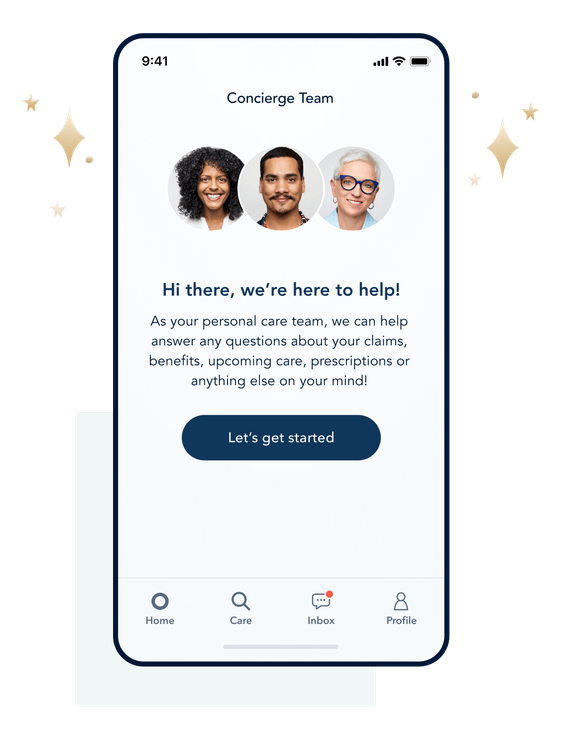 9:41
Concierge Team
Hi there, we’re here to help!
As your personal care team, we can help
answer any questions about your claims,
benefits, upcoming care, prescriptions or
anything else on your mind!
Let’s get started
Home
Care
Inbox
Profile